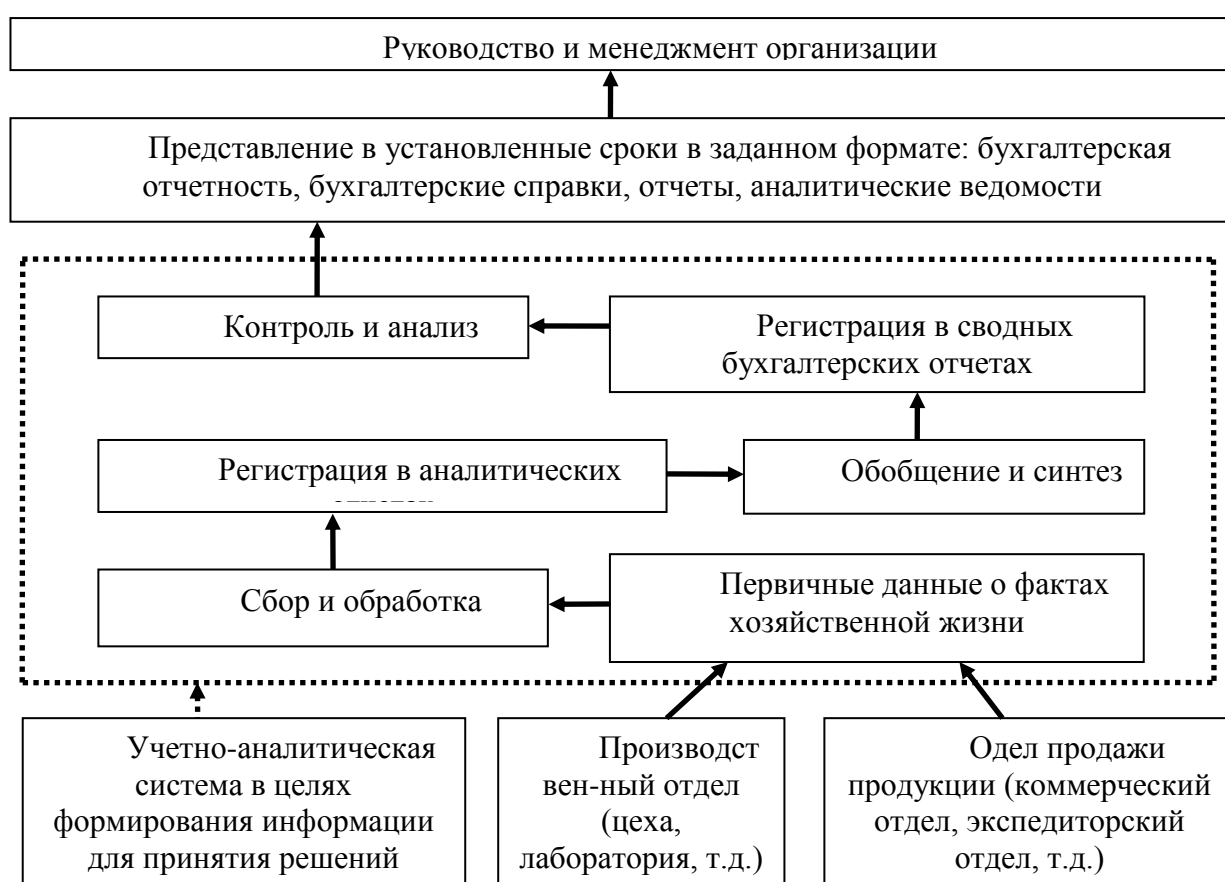 Руководство и менеджмент организации
Представление в установленные сроки в заданном формате: бухгалтерская
отчетность, бухгалтерские справки, отчеты, аналитические ведомости
Контроль и анализ
Регистрация в сводных
бухгалтерских отчетах
Регистрация в аналитических
Обобщение и синтез
Сбор и обработка
Первичные данные о фактах
хозяйственной жизни
Учетно-аналитическая
система в целях
формирования информации
для принятия решений
Производст
вен-ный отдел
(цеха,
лаборатория, т.д.)
Одел продажи
продукции (коммерческий
отдел, экспедиторский
отдел, т.д.)